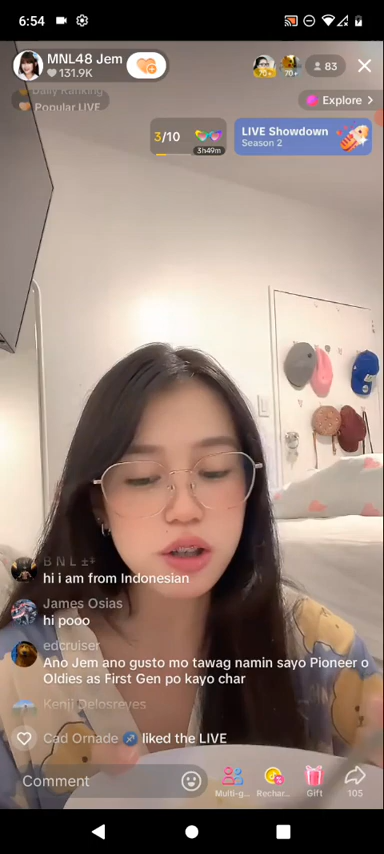 6:54
MNL48 Jem
131.9K
70+
70+
83
Daily Ranking
Popular LIVE
Explore
3/10
3h49m
LIVE Showdown
Season 2
B N L
hi i am from Indonesian
James Osias
hi pooo
edcruiser
Ano Jem ano gusto mo tawag namin sayo Pioneer o
Oldies as First Gen po kayo char
Kenji Delosreyes
Cad Ornade ♐ liked the LIVE
Comment
Multi-g...
Rechar...
Gift
105